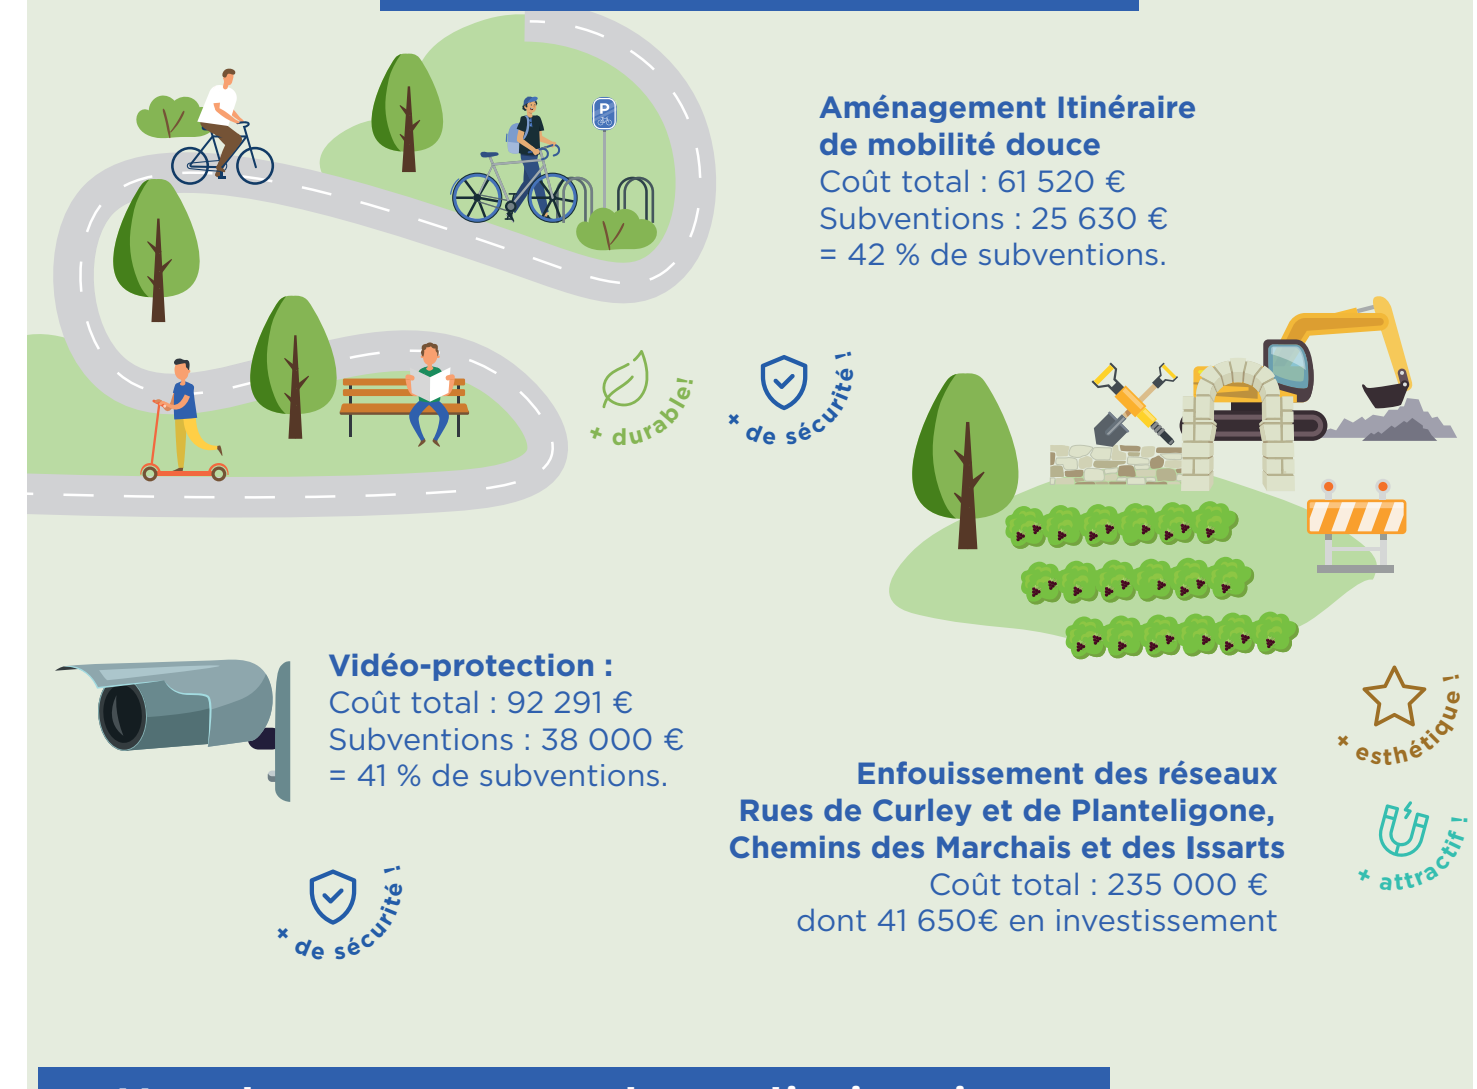 P
Aménagement Itinéraire
de mobilité douce
Coût total : 61 520 €
Subventions : 25 630 €
= 42 % de subventions.
+ durable!
+ de sécurité !
Vidéo-protection :
Coût total : 92 291 €
Subventions : 38 000 €
= 41 % de subventions.
+ de sécurité !
Enfouissement des réseaux
Rues de Curley et de Planteligone,
Chemins des Marchais et des Issarts
Coût total : 235 000 €
dont 41 650€ en investissement
+ esthétique !
+ attractif !